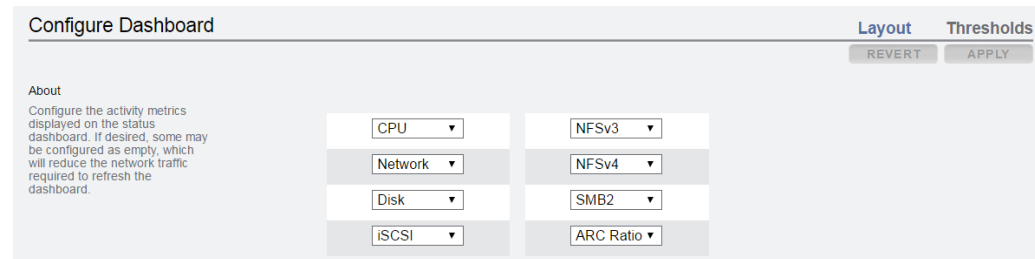 Configure Dashboard
Layout Thresholds
REVERT APPLY
About
Configure the activity metrics
displayed on the status
dashboard. If desired, some may
be configured as empty, which
will reduce the network traffic
required to refresh the
dashboard.
CPU NFSv3
Network NFSv4
Disk SMB2
iSCSI ARC Ratio